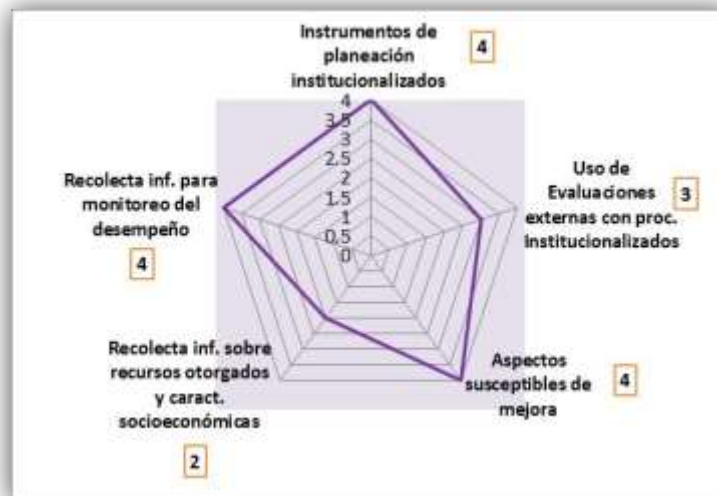 Instrumentos de
planeación
institucionalizados
4
4
3.5
3
2.5
2
1.5
1
0.5
0
Uso de
Evaluaciones
externas con proc.
Institucionalizados
3
Aspectos
susceptibles de
mejora
4
Recolecta inf. sobre
recursos otorgados
y caract.
socioeconómicas
2
Recolecta inf. para
monitoreo del
desempeño
4